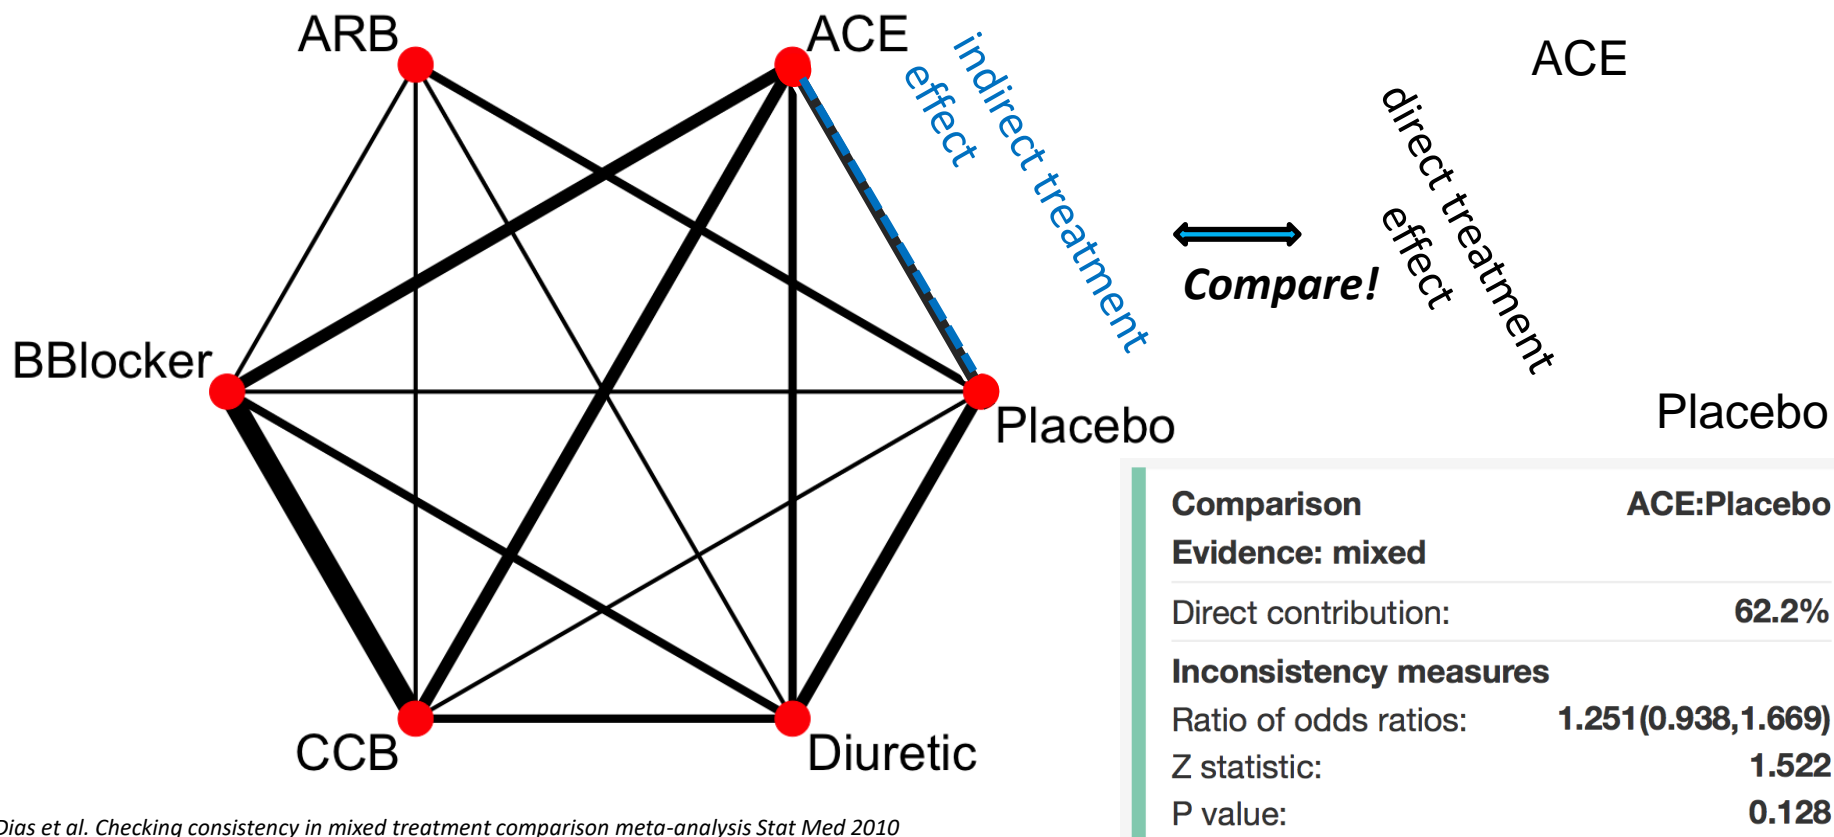 ARB
ACE
indirect treatment
effect
ACE
direct treatment
effect
Compare!
BBlocker
Placebo
Placebo
CCB
Diuretic
Comparison ACE:Placebo
Evidence: mixed
Direct contribution: 62.2%
Inconsistency measures
Ratio of odds ratios: 1.251(0.938,1.669)
Z statistic: 1.522
P value: 0.128
Dias et al. Checking consistency in mixed treatment comparison meta-analysis Stat Med 2010